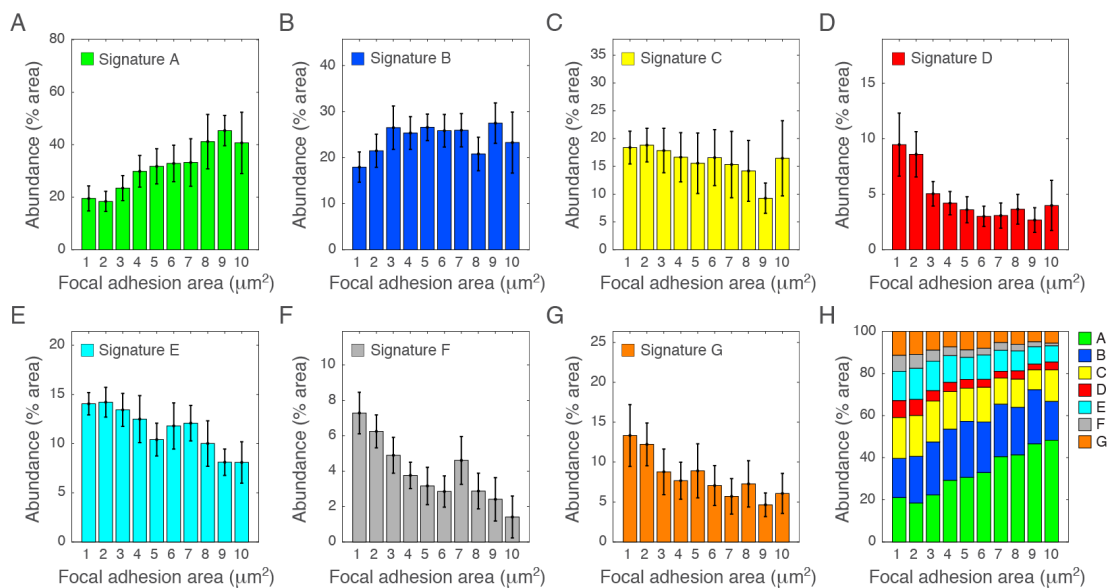 A
Abundance (% area)
80
60
40
20
0
Signature A
1 2 3 4 5 6 7 8 9 10
Focal adhesion area (μm²)
B
Abundance (% area)
40
30
20
10
0
Signature B
1 2 3 4 5 6 7 8 9 10
Focal adhesion area (μm²)
C
Abundance (% area)
35
30
25
20
15
10
5
0
Signature C
1 2 3 4 5 6 7 8 9 10
Focal adhesion area (μm²)
D
Abundance (% area)
15
10
5
0
Signature D
1 2 3 4 5 6 7 8 9 10
Focal adhesion area (μm²)
E
Abundance (% area)
20
15
10
5
0
Signature E
1 2 3 4 5 6 7 8 9 10
Focal adhesion area (μm²)
F
Abundance (% area)
10
8
6
4
2
0
Signature F
1 2 3 4 5 6 7 8 9 10
Focal adhesion area (μm²)
G
Abundance (% area)
25
20
15
10
5
0
Signature G
1 2 3 4 5 6 7 8 9 10
Focal adhesion area (μm²)
H
Abundance (% area)
100
80
60
40
20
0
1 2 3 4 5 6 7 8 9 10
Focal adhesion area (μm²)
A
B
C
D
E
F
G